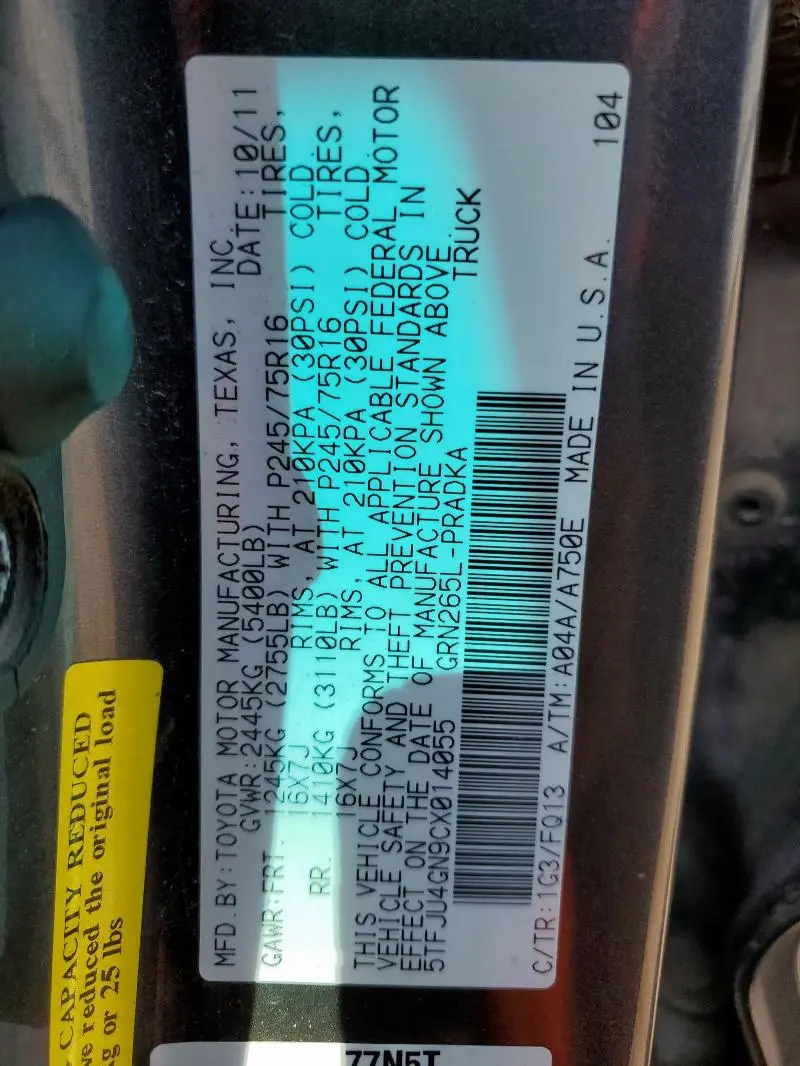 MFD.BY:TOYOTA MOTOR MANUFACTURING, TEXAS, INC.
GVWR:2445KG (5400LB) DATE:10/11
GAWR:FRT. 1245KG (2755LB) WITH P245/75R16 TIRES,
16X7J RIMS, AT 210KPA (30PSI) COLD
RR. 1410KG (3110LB) WITH P245/75R16 TIRES,
16X7J RIMS, AT 210KPA (30PSI) COLD
THIS VEHICLE CONFORMS TO ALL APPLICABLE FEDERAL MOTOR
VEHICLE SAFETY AND THEFT PREVENTION STANDARDS IN
EFFECT ON THE DATE OF MANUFACTURE SHOWN ABOVE.
5TFJU4GN9CX014055 GRN265L-PRADKA TRUCK
C/TR:1G3/FQ13 A/TM:A04A/A750E MADE IN U.S.A. 104
CAPACITY REDUCED
ve reduced the original load
kg or 25 lbs
77N5T